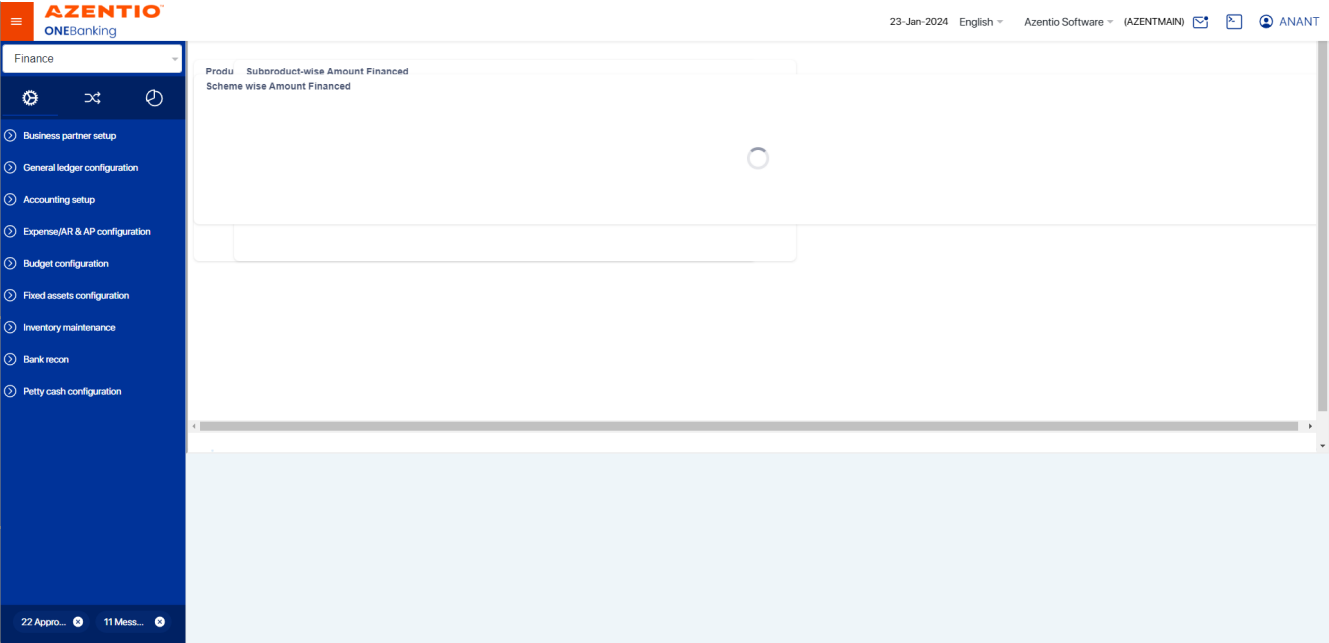 AZENTIO
ONEBanking
23-Jan-2024 English Azentio Software (AZENTMAIN) ANANT
Finance
Produ Subproduct-wise Amount Financed
Scheme wise Amount Financed
Business partner setup
General ledger configuration
Accounting setup
Expense/AR & AP configuration
Budget configuration
Fixed assets configuration
Inventory maintenance
Bank recon
Petty cash configuration
22 Appro... 11 Mess...